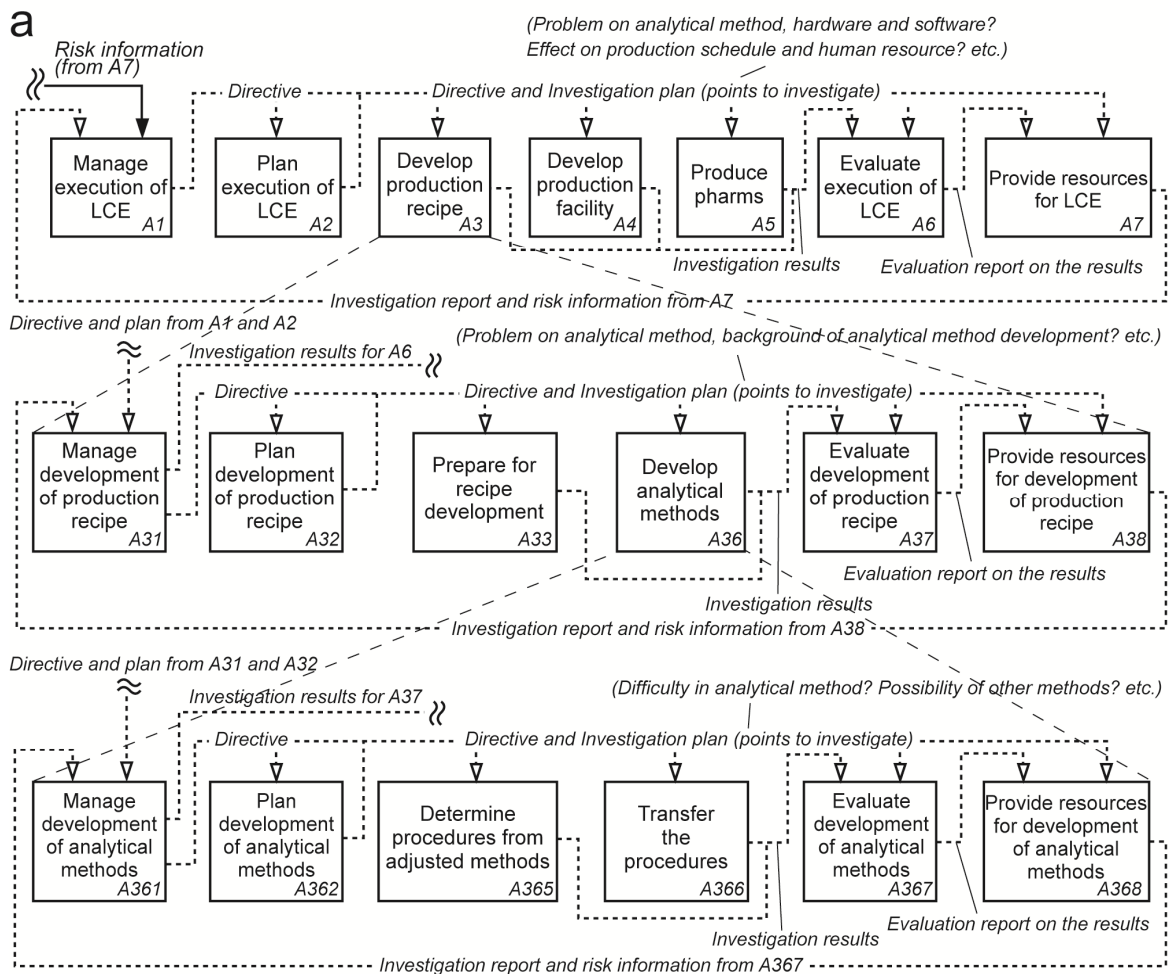 a
(Problem on analytical method, hardware and software?
Effect on production schedule and human resource? etc.)
Risk information
(from A7)
Directive
Directive and Investigation plan (points to investigate)
Manage
execution of
LCE
A1
Plan
execution of
LCE
A2
Develop
production
recipe
A3
Develop
production
facility
A4
Produce
pharms
A5
Evaluate
execution of
LCE
A6
Provide resources
for LCE
A7
Investigation results
Evaluation report on the results
Investigation report and risk information from A7
Directive and plan from A1 and A2
(Problem on analytical method, background of analytical method development? etc.)
Investigation results for A6
Directive
Directive and Investigation plan (points to investigate)
Manage
development
of production
recipe
A31
Plan
development
of production
recipe
A32
Prepare for
recipe
development
A33
Develop
analytical
methods
A36
Evaluate
development
of production
recipe
A37
Provide resources
for development
of production
recipe
A38
Evaluation report on the results
Investigation results
Investigation report and risk information from A38
Directive and plan from A31 and A32
(Difficulty in analytical method? Possibility of other methods? etc.)
Investigation results for A37
Directive
Directive and Investigation plan (points to investigate)
Manage
development
of analytical
methods
A361
Plan
development
of analytical
methods
A362
Determine
procedures from
adjusted methods
A365
Transfer
the
procedures
A366
Evaluate
development
of analytical
methods
A367
Provide resources
for development
of analytical
methods
A368
Evaluation report on the results
Investigation results
Investigation report and risk information from A367